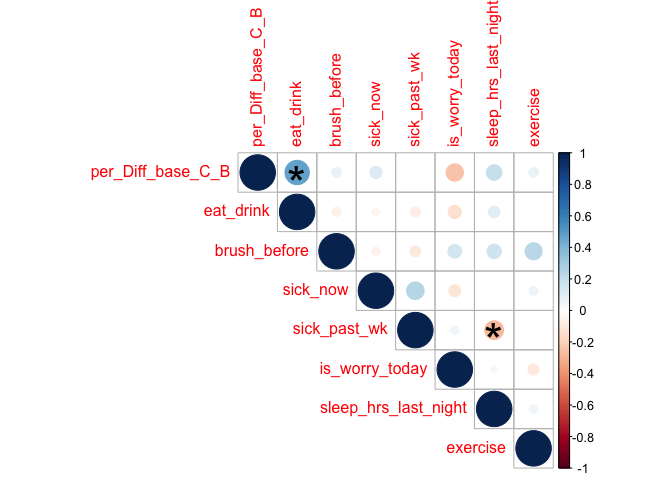 per_Diff_base_C_B
eat_drink
brush_before
sick_now
sick_past_wk
is_worry_today
sleep_hrs_last_night
exercise
per_Diff_base_C_B
*
eat_drink
brush_before
sick_now
sick_past_wk
*
is_worry_today
sleep_hrs_last_night
exercise
1
0.8
0.6
0.4
0.2
0
-0.2
-0.4
-0.6
-0.8
-1